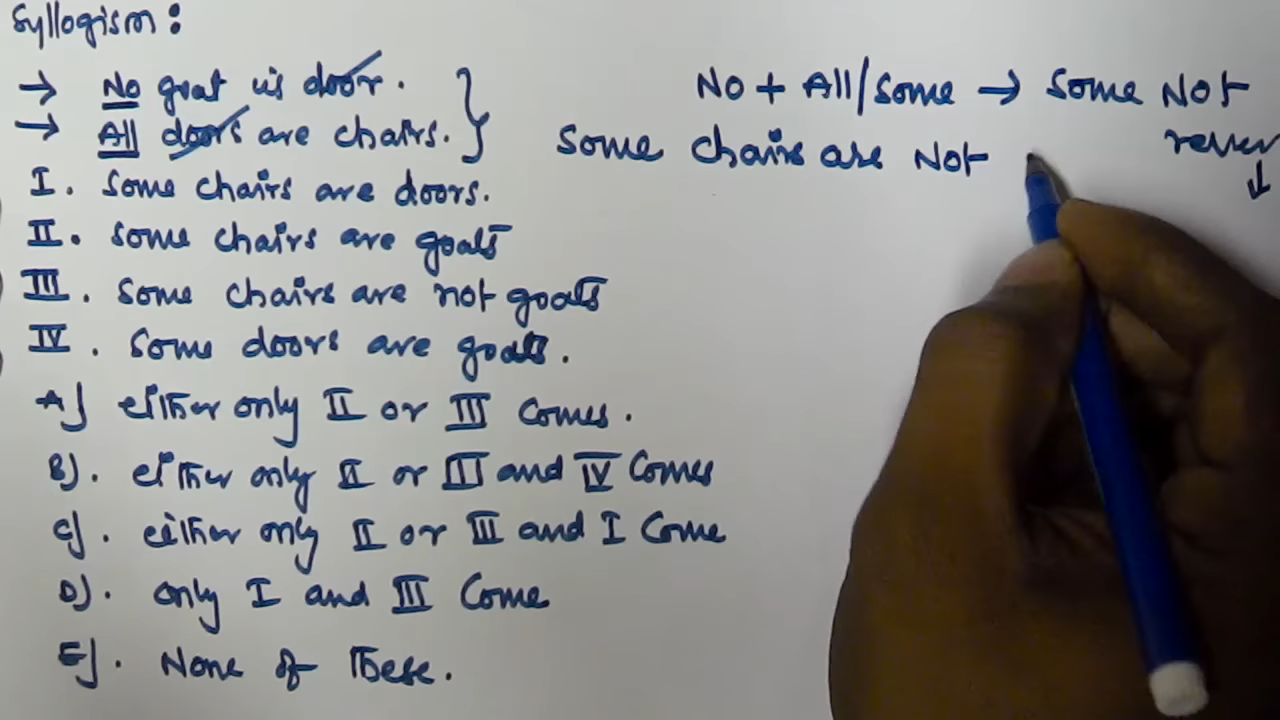 Syllogism:
→ No goat is door.
→ All doors are chairs.
I. Some chairs are doors.
II. Some chairs are goats
III. Some chairs are not goats
IV. Some doors are goats.
A) either only II or III comes.
B). either only II or III and IV Comes
C). either only II or III and I Come
D). only I and III Come
E). None of these.
No + All/Some → Some Not
rever
↓
Some chairs are Not